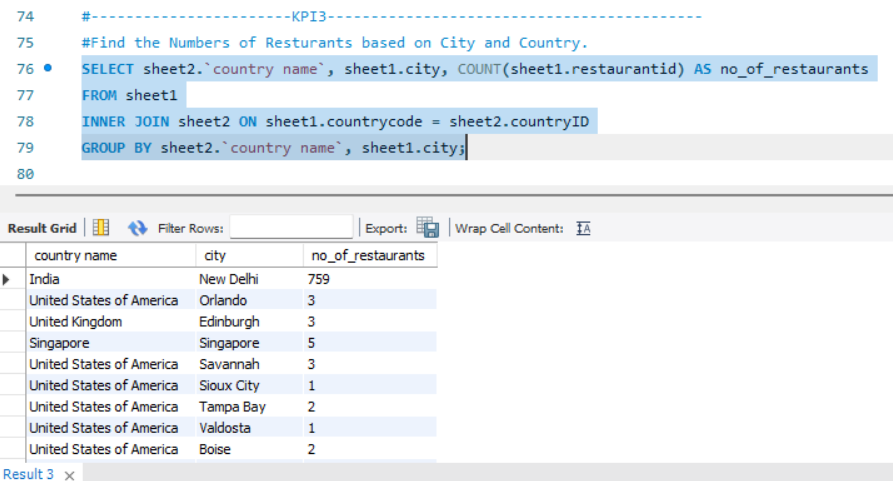 74 #-----------------------KPI3-------------------------------------------
75 #Find the Numbers of Resturants based on City and Country.
76 SELECT sheet2.`country name`, sheet1.city, COUNT(sheet1.restaurantid) AS no_of_restaurants
77 FROM sheet1
78 INNER JOIN sheet2 ON sheet1.countrycode = sheet2.countryID
79 GROUP BY sheet2.`country name`, sheet1.city;
80
Result Grid Filter Rows: Export: Wrap Cell Content: IA
country name city no_of_restaurants
India New Delhi 759
United States of America Orlando 3
United Kingdom Edinburgh 3
Singapore Singapore 5
United States of America Savannah 3
United States of America Sioux City 1
United States of America Tampa Bay 2
United States of America Valdosta 1
United States of America Boise 2
Result 3 ×